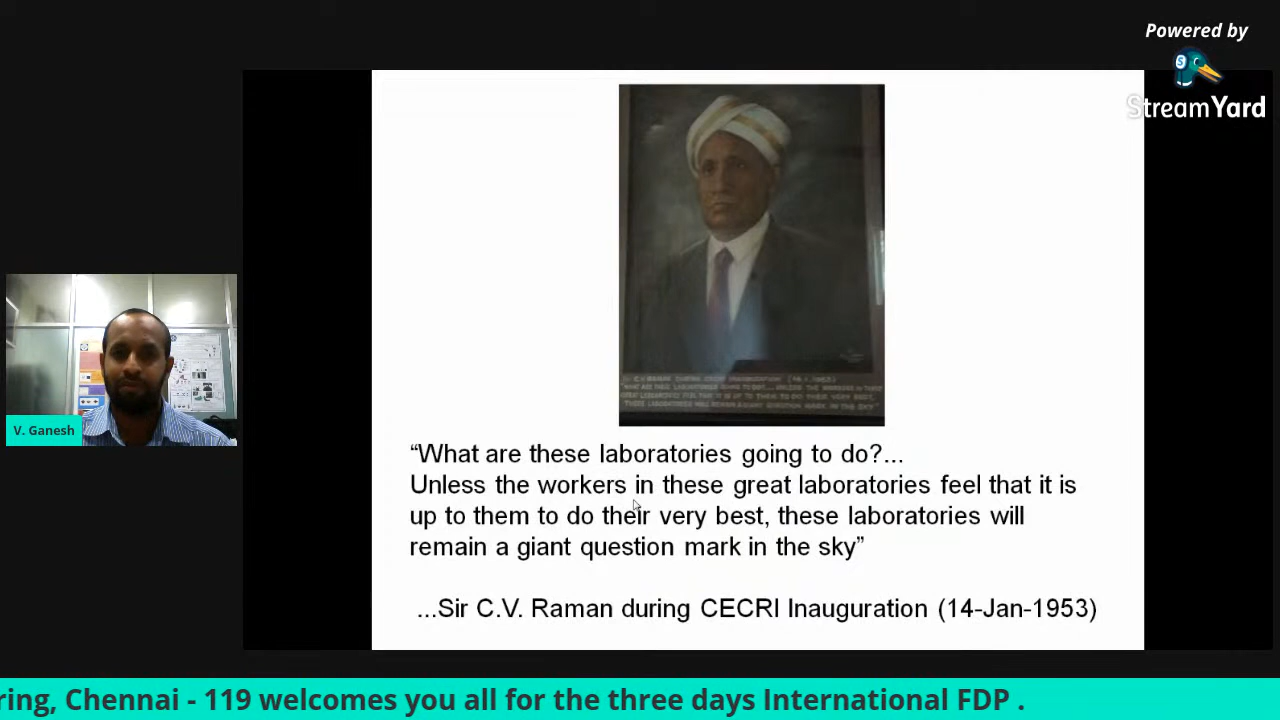 Powered by
StreamYard
V. Ganesh
“What are these laboratories going to do?...
Unless the workers in these great laboratories feel that it is
up to them to do their very best, these laboratories will
remain a giant question mark in the sky”
...Sir C.V. Raman during CECRI Inauguration (14-Jan-1953)
ring, Chennai - 119 welcomes you all for the three days International FDP .